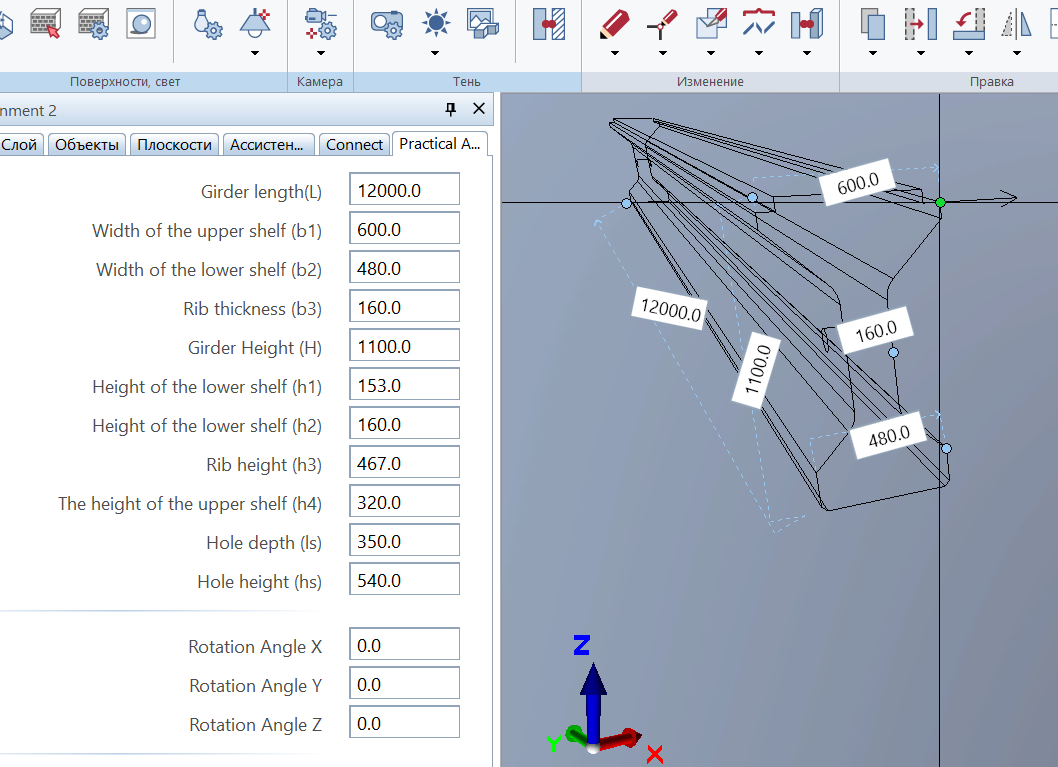 Поверхности, свет
Камера
Тень
Изменение
Правка
nment 2
Слой
Объекты
Плоскости
Ассистен...
Connect
Practical A...
Girder length(L) 12000.0
Width of the upper shelf (b1) 600.0
Width of the lower shelf (b2) 480.0
Rib thickness (b3) 160.0
Girder Height (H) 1100.0
Height of the lower shelf (h1) 153.0
Height of the lower shelf (h2) 160.0
Rib height (h3) 467.0
The height of the upper shelf (h4) 320.0
Hole depth (ls) 350.0
Hole height (hs) 540.0
Rotation Angle X 0.0
Rotation Angle Y 0.0
Rotation Angle Z 0.0
600.0
12000.0
160.0
1100.0
480.0
Z
Y
X